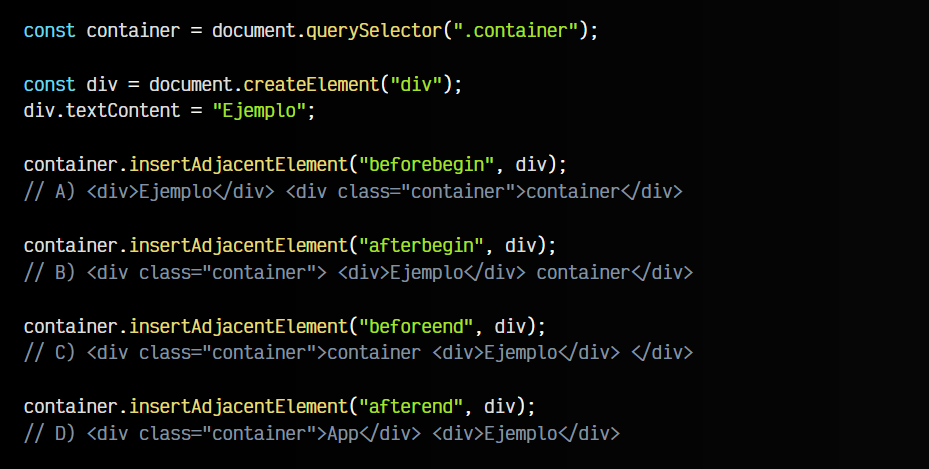 const container = document.querySelector(".container");
const div = document.createElement("div");
div.textContent = "Ejemplo";
container.insertAdjacentElement("beforebegin", div);
// A) <div>Ejemplo</div> <div class="container">container</div>
container.insertAdjacentElement("afterbegin", div);
// B) <div class="container"> <div>Ejemplo</div> container</div>
container.insertAdjacentElement("beforeend", div);
// C) <div class="container">container <div>Ejemplo</div> </div>
container.insertAdjacentElement("afterend", div);
// D) <div class="container">App</div> <div>Ejemplo</div>